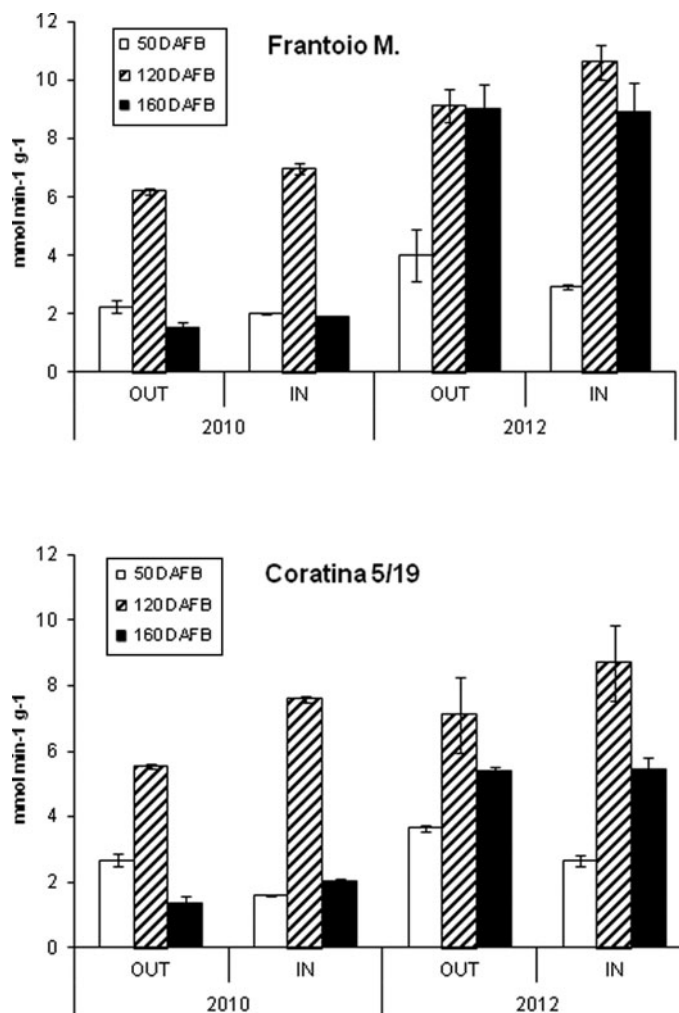 Frantoio M.
50 DAFB
120 DAFB
160 DAFB
12
10
8
6
4
2
0
mmol min-1 g-1
OUT IN OUT IN
2010 2012
Coratina 5/19
50 DAFB
120 DAFB
160 DAFB
12
10
8
6
4
2
0
mmol min-1 g-1
OUT IN OUT IN
2010 2012